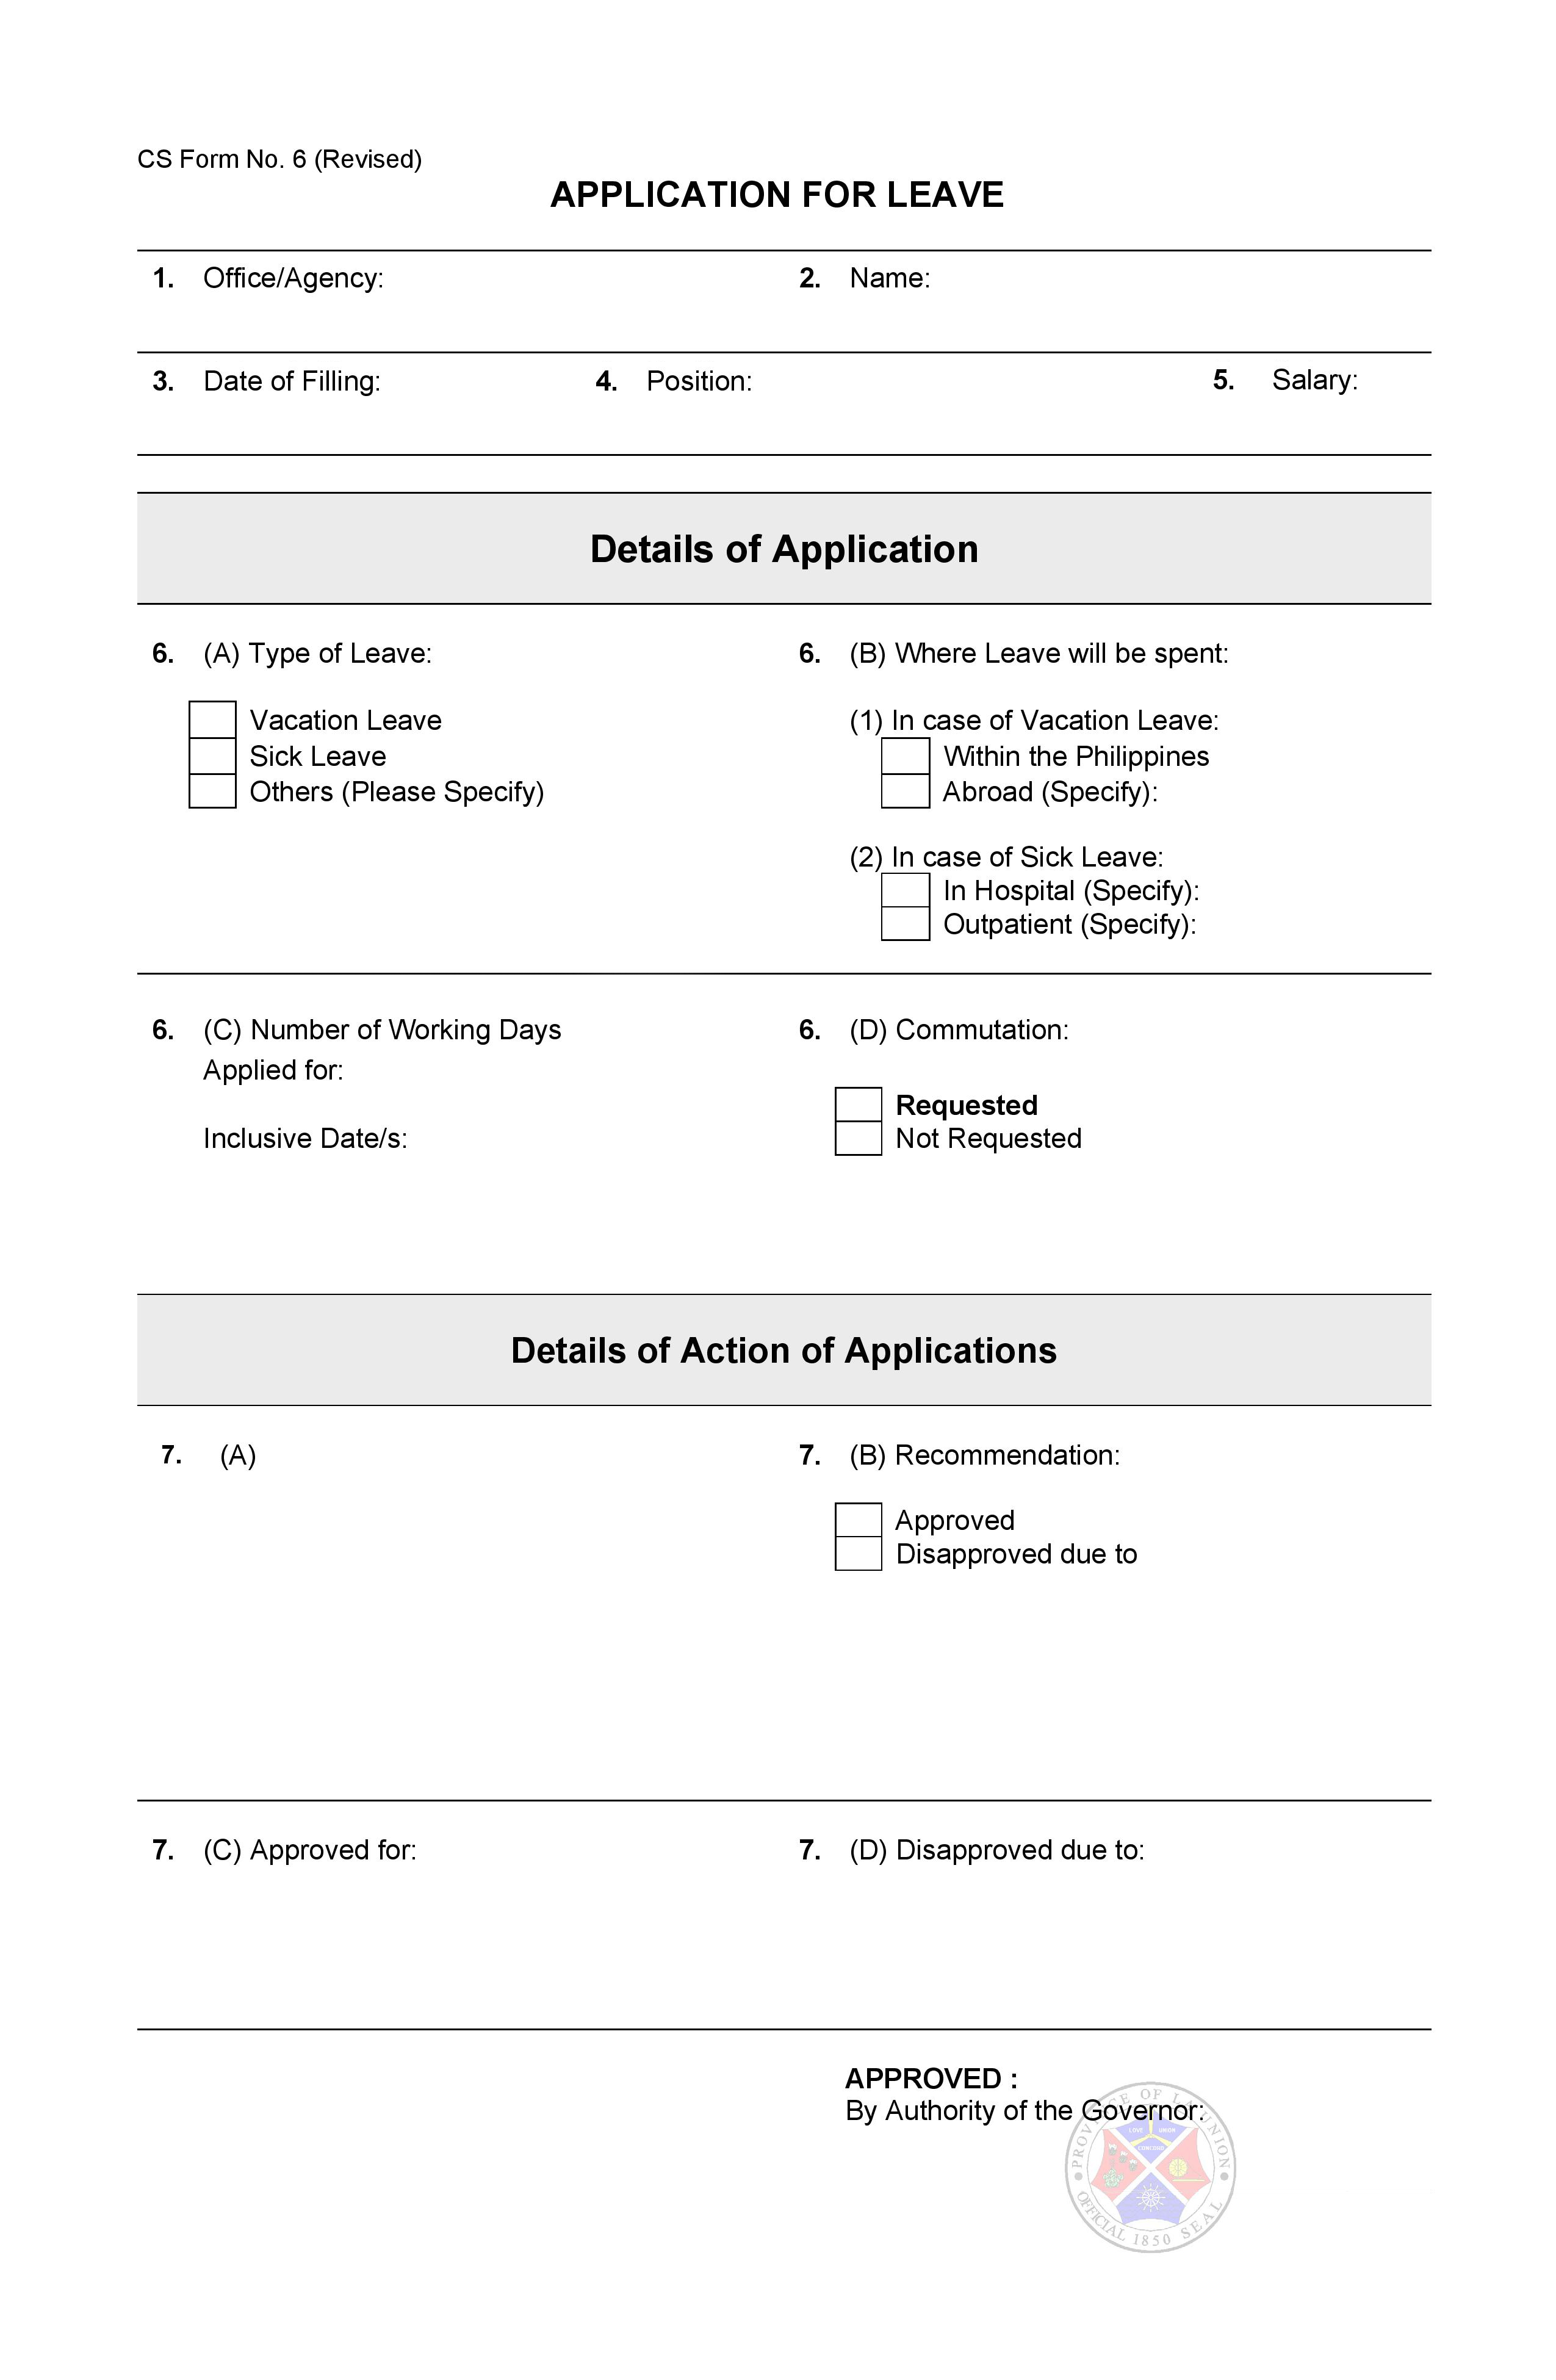 CS Form No. 6 (Revised)
APPLICATION FOR LEAVE
1. Office/Agency:
2. Name:
3. Date of Filling:
4. Position:
5. Salary:
Details of Application
6. (A) Type of Leave:
Vacation Leave
Sick Leave
Others (Please Specify)
6. (B) Where Leave will be spent:
(1) In case of Vacation Leave:
Within the Philippines
Abroad (Specify):
(2) In case of Sick Leave:
In Hospital (Specify):
Outpatient (Specify):
6. (C) Number of Working Days
Applied for:
Inclusive Date/s:
6. (D) Commutation:
Requested
Not Requested
Details of Action of Applications
7. (A)
7. (B) Recommendation:
Approved
Disapproved due to
7. (C) Approved for:
7. (D) Disapproved due to:
APPROVED :
By Authority of the Governor:
PROVINCE OF LA UNION
LOVE UNION
CONCORD
OFFICIAL 1850 SEAL